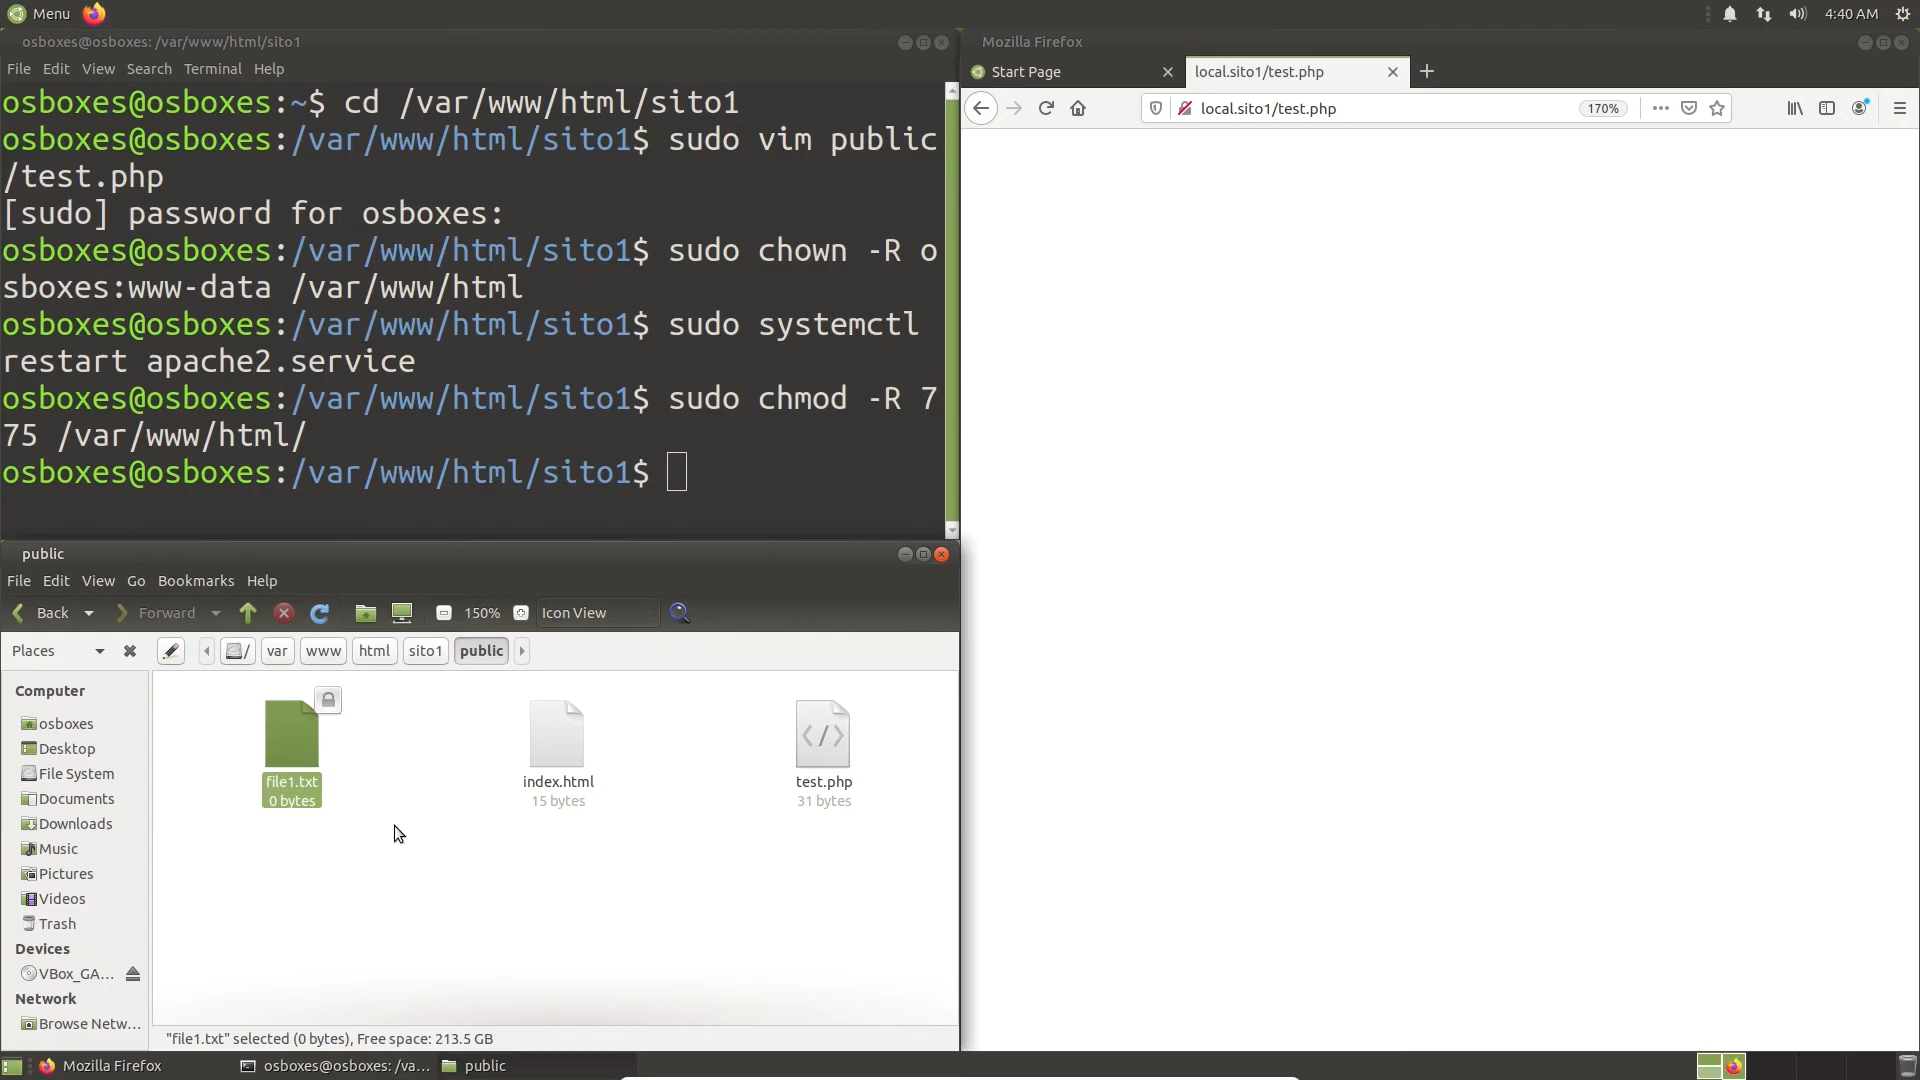 Menu
4:40 AM
osboxes@osboxes: /var/www/html/sito1
File Edit View Search Terminal Help
osboxes@osboxes:~$ cd /var/www/html/sito1
osboxes@osboxes:/var/www/html/sito1$ sudo vim public
/test.php
[sudo] password for osboxes:
osboxes@osboxes:/var/www/html/sito1$ sudo chown -R o
sboxes:www-data /var/www/html
osboxes@osboxes:/var/www/html/sito1$ sudo systemctl
restart apache2.service
osboxes@osboxes:/var/www/html/sito1$ sudo chmod -R 7
75 /var/www/html/
osboxes@osboxes:/var/www/html/sito1$
Mozilla Firefox
Start Page
local.sito1/test.php
local.sito1/test.php
170%
public
File Edit View Go Bookmarks Help
Back Forward 150% Icon View
Places / var www html sito1 public
Computer
osboxes
Desktop
File System
Documents
Downloads
Music
Pictures
Videos
Trash
Devices
VBox_GA...
Network
Browse Netw...
file1.txt
0 bytes
index.html
15 bytes
test.php
31 bytes
"file1.txt" selected (0 bytes), Free space: 213.5 GB
Mozilla Firefox
osboxes@osboxes: /va...
public